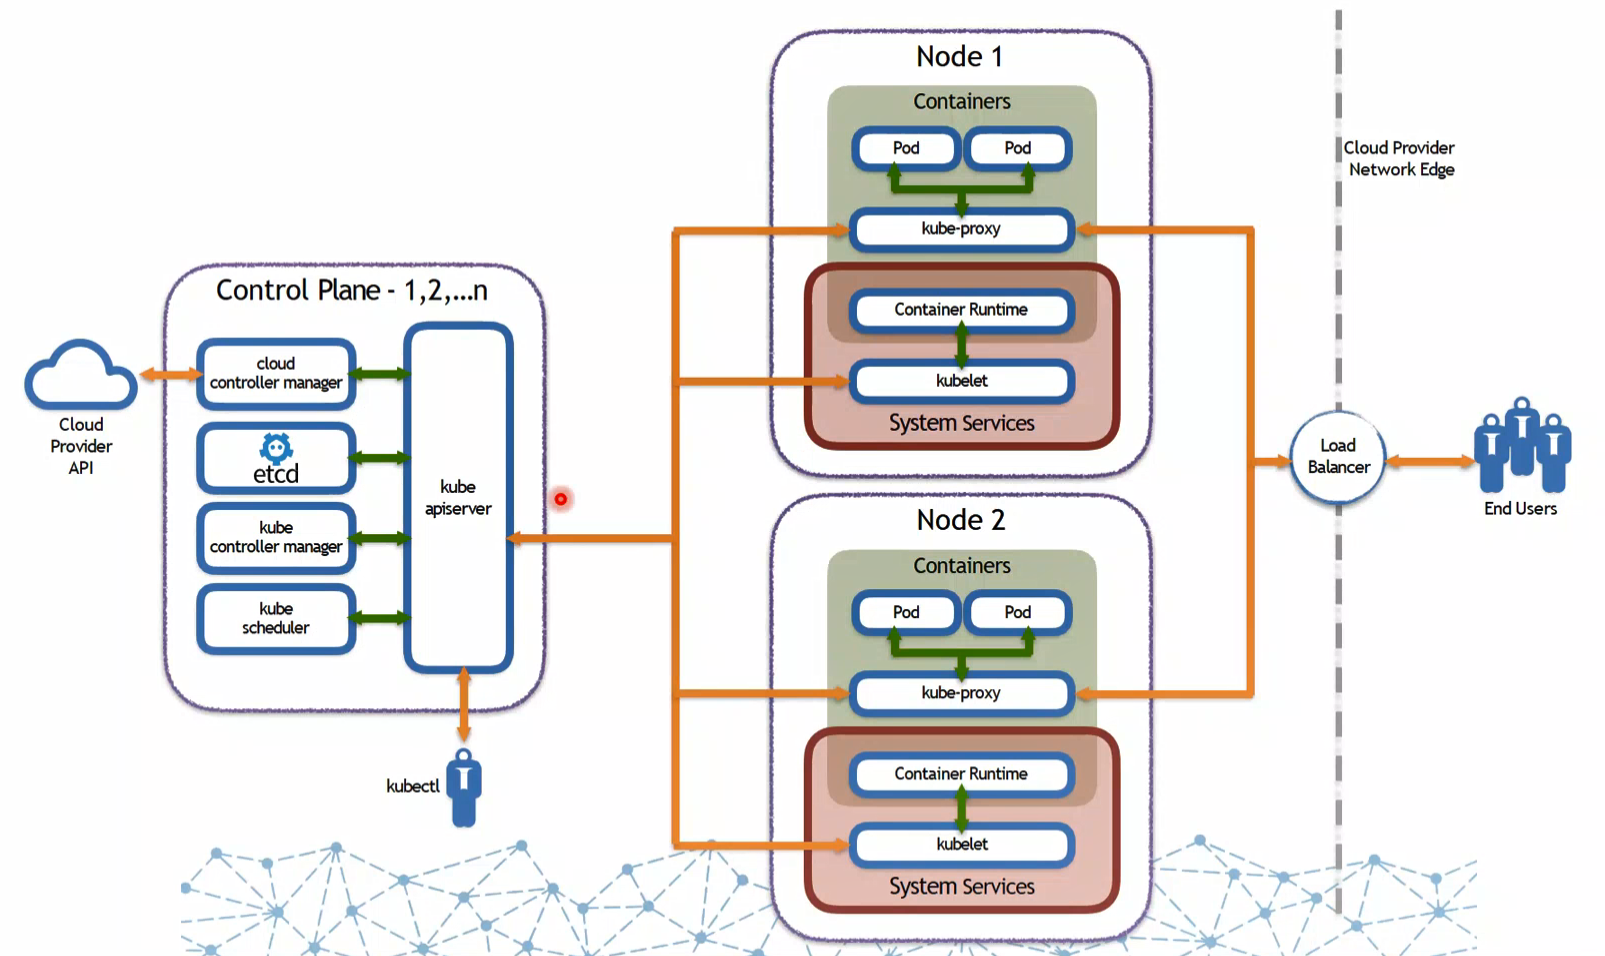 Node 1
Containers
Pod
Pod
kube-proxy
Container Runtime
kubelet
System Services
Cloud Provider
Network Edge
Control Plane - 1,2,...n
cloud
controller manager
etcd
kube
controller manager
kube
scheduler
kube
apiserver
Cloud
Provider
API
kubectl
Load
Balancer
End Users
Node 2
Containers
Pod
Pod
kube-proxy
Container Runtime
kubelet
System Services